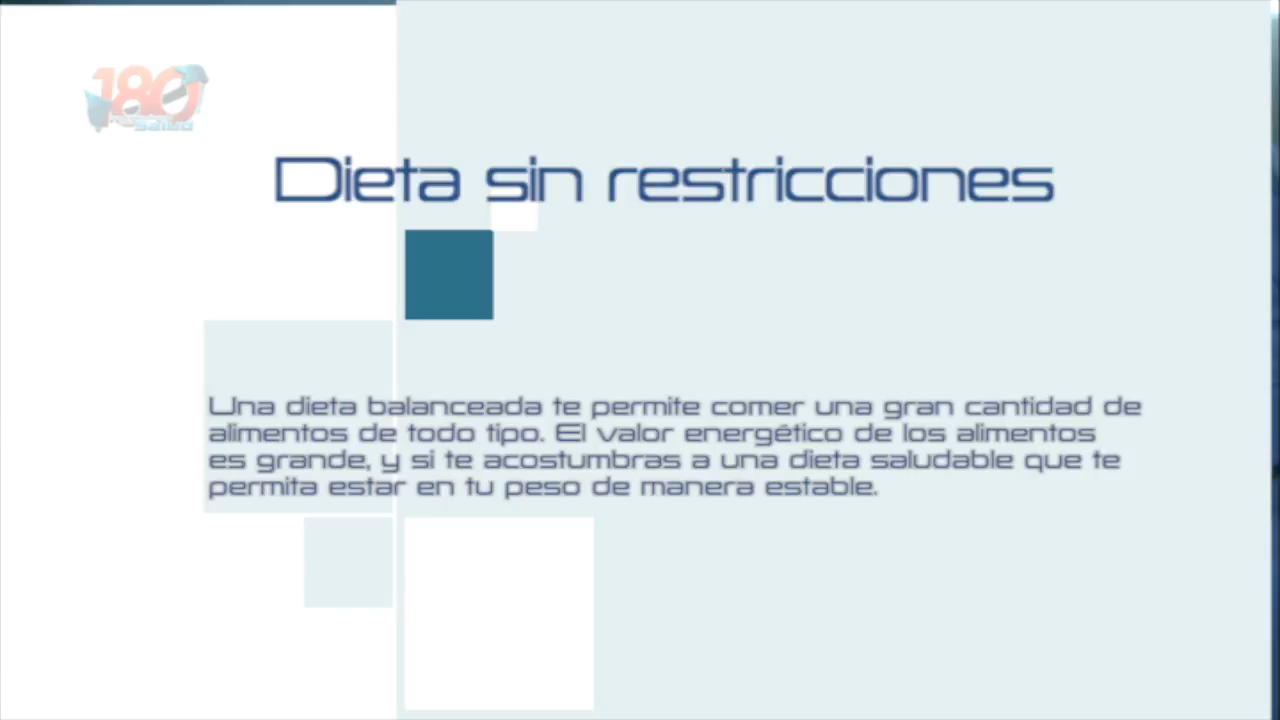 180
Salud
Dieta sin restricciones
Una dieta balanceada te permite comer una gran cantidad de
alimentos de todo tipo. El valor energético de los alimentos
es grande, y si te acostumbras a una dieta saludable que te
permita estar en tu peso de manera estable.